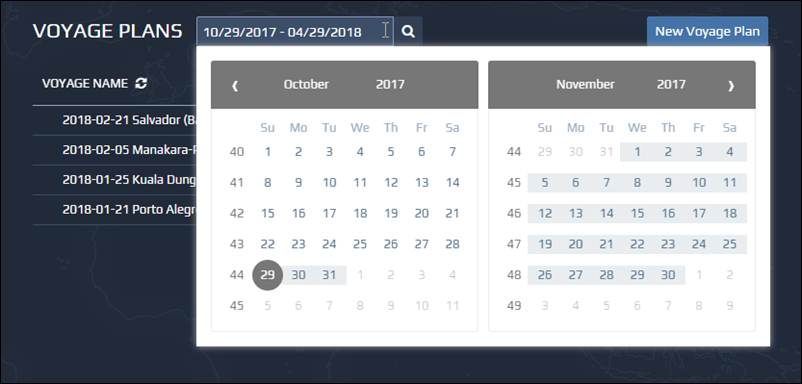 VOYAGE PLANS 10/29/2017 - 04/29/2018 New Voyage Plan
VOYAGE NAME
2018-02-21 Salvador (Ba
2018-02-05 Manakara-
2018-01-25 Kuala Dung
2018-01-21 Porto Alegr
October 2017
Su Mo Tu We Th Fr Sa
40 1 2 3 4 5 6 7
41 8 9 10 11 12 13 14
42 15 16 17 18 19 20 21
43 22 23 24 25 26 27 28
44 29 30 31 1 2 3 4
45 5 6 7 8 9 10 11
November 2017
Su Mo Tu We Th Fr Sa
44 29 30 31 1 2 3 4
45 5 6 7 8 9 10 11
46 12 13 14 15 16 17 18
47 19 20 21 22 23 24 25
48 26 27 28 29 30 1 2
49 3 4 5 6 7 8 9